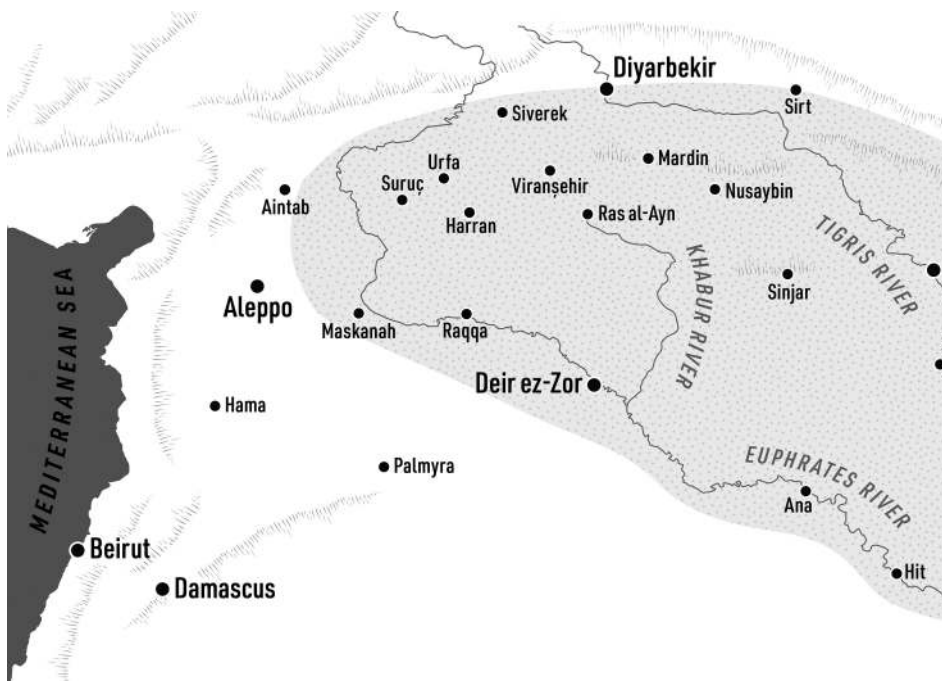 Diyarbekir
Siverek
Sirt
Mardin
Urfa
Viranşehir
Suruç
Nusaybin
Aintab
Harran
Ras al-Ayn
TIGRIS RIVER
KHABUR RIVER
Sinjar
Aleppo
Maskanah
Raqqa
MEDITERRANEAN SEA
Deir ez-Zor
Hama
Palmyra
EUPHRATES RIVER
Ana
Beirut
Damascus
Hit